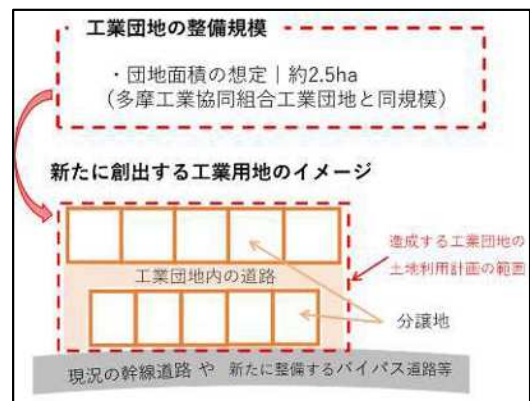 工業団地の整備規模
・団地面積の想定｜約2.5ha
（多摩工業協同組合工業団地と同規模）
新たに創出する工業用地のイメージ
造成する工業団地の
土地利用計画の範囲
工業団地内の道路
分譲地
現況の幹線道路 や 新たに整備するバイパス道路等